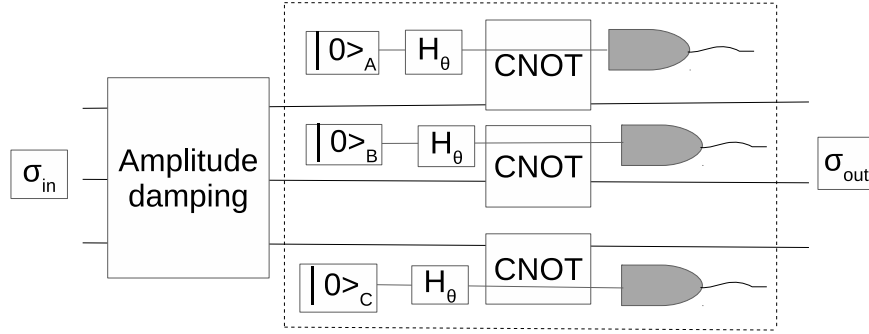 |0>A Hθ CNOT
Amplitude damping
σin
|0>B Hθ CNOT
σout
|0>C Hθ CNOT